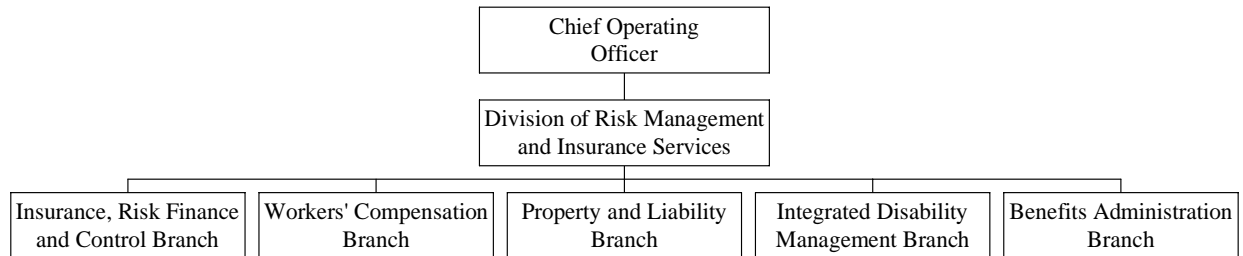 Chief Operating
Officer
Division of Risk Management
and Insurance Services
Insurance, Risk Finance
and Control Branch
Workers' Compensation
Branch
Property and Liability
Branch
Integrated Disability
Management Branch
Benefits Administration
Branch